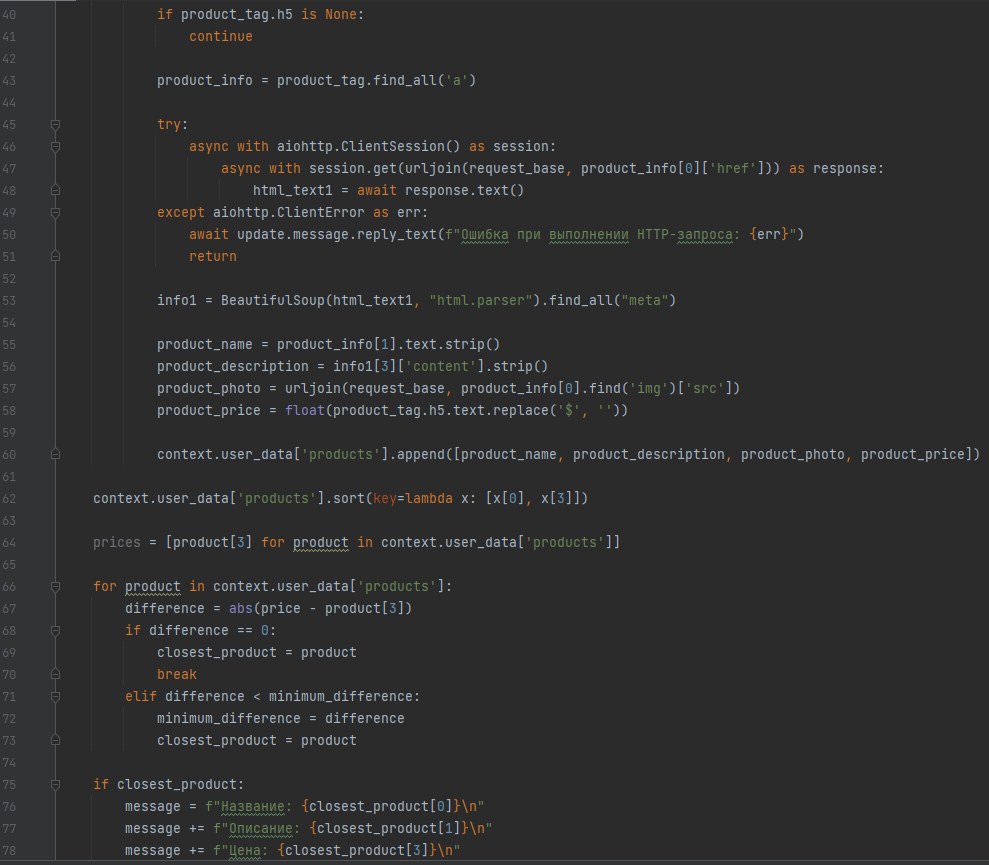 40 if product_tag.h5 is None:
41 continue
42
43 product_info = product_tag.find_all('a')
44
45 try:
46 async with aiohttp.ClientSession() as session:
47 async with session.get(urljoin(request_base, product_info[0]['href'])) as response:
48 html_text1 = await response.text()
49 except aiohttp.ClientError as err:
50 await update.message.reply_text(f"Ошибка при выполнении HTTP-запроса: {err}")
51 return
52
53 info1 = BeautifulSoup(html_text1, "html.parser").find_all("meta")
54
55 product_name = product_info[1].text.strip()
56 product_description = info1[3]['content'].strip()
57 product_photo = urljoin(request_base, product_info[0].find('img')['src'])
58 product_price = float(product_tag.h5.text.replace('$', ''))
59
60 context.user_data['products'].append([product_name, product_description, product_photo, product_price])
61
62 context.user_data['products'].sort(key=lambda x: [x[0], x[3]])
63
64 prices = [product[3] for product in context.user_data['products']]
65
66 for product in context.user_data['products']:
67 difference = abs(price - product[3])
68 if difference == 0:
69 closest_product = product
70 break
71 elif difference < minimum_difference:
72 minimum_difference = difference
73 closest_product = product
74
75 if closest_product:
76 message = f"Название: {closest_product[0]}\n"
77 message += f"Описание: {closest_product[1]}\n"
78 message += f"Цена: {closest_product[3]}\n"